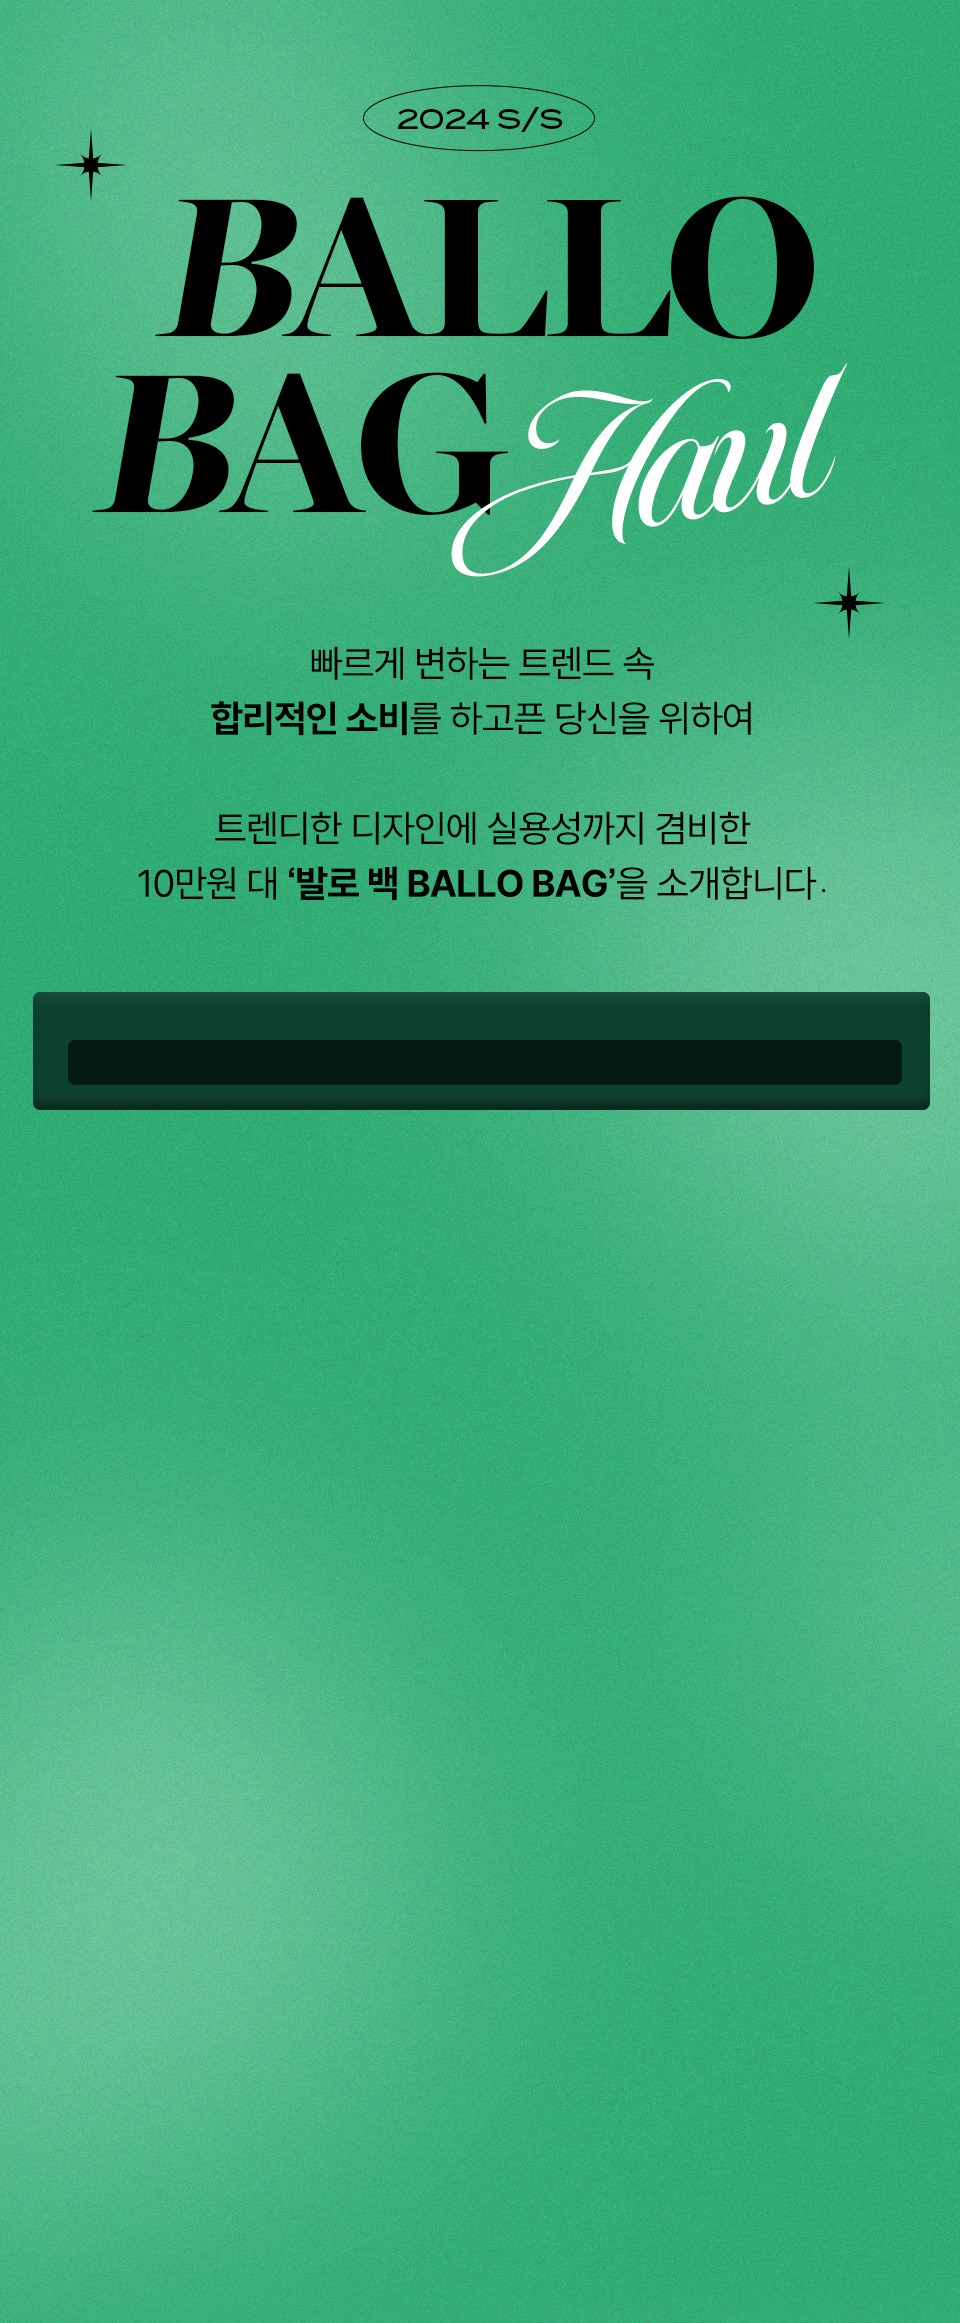 2024 S/S
BALLO
BAG Haul
빠르게 변하는 트렌드 속
합리적인 소비를 하고픈 당신을 위하여
트렌디한 디자인에 실용성까지 겸비한
10만원 대 ‘발로 백 BALLO BAG’을 소개합니다.